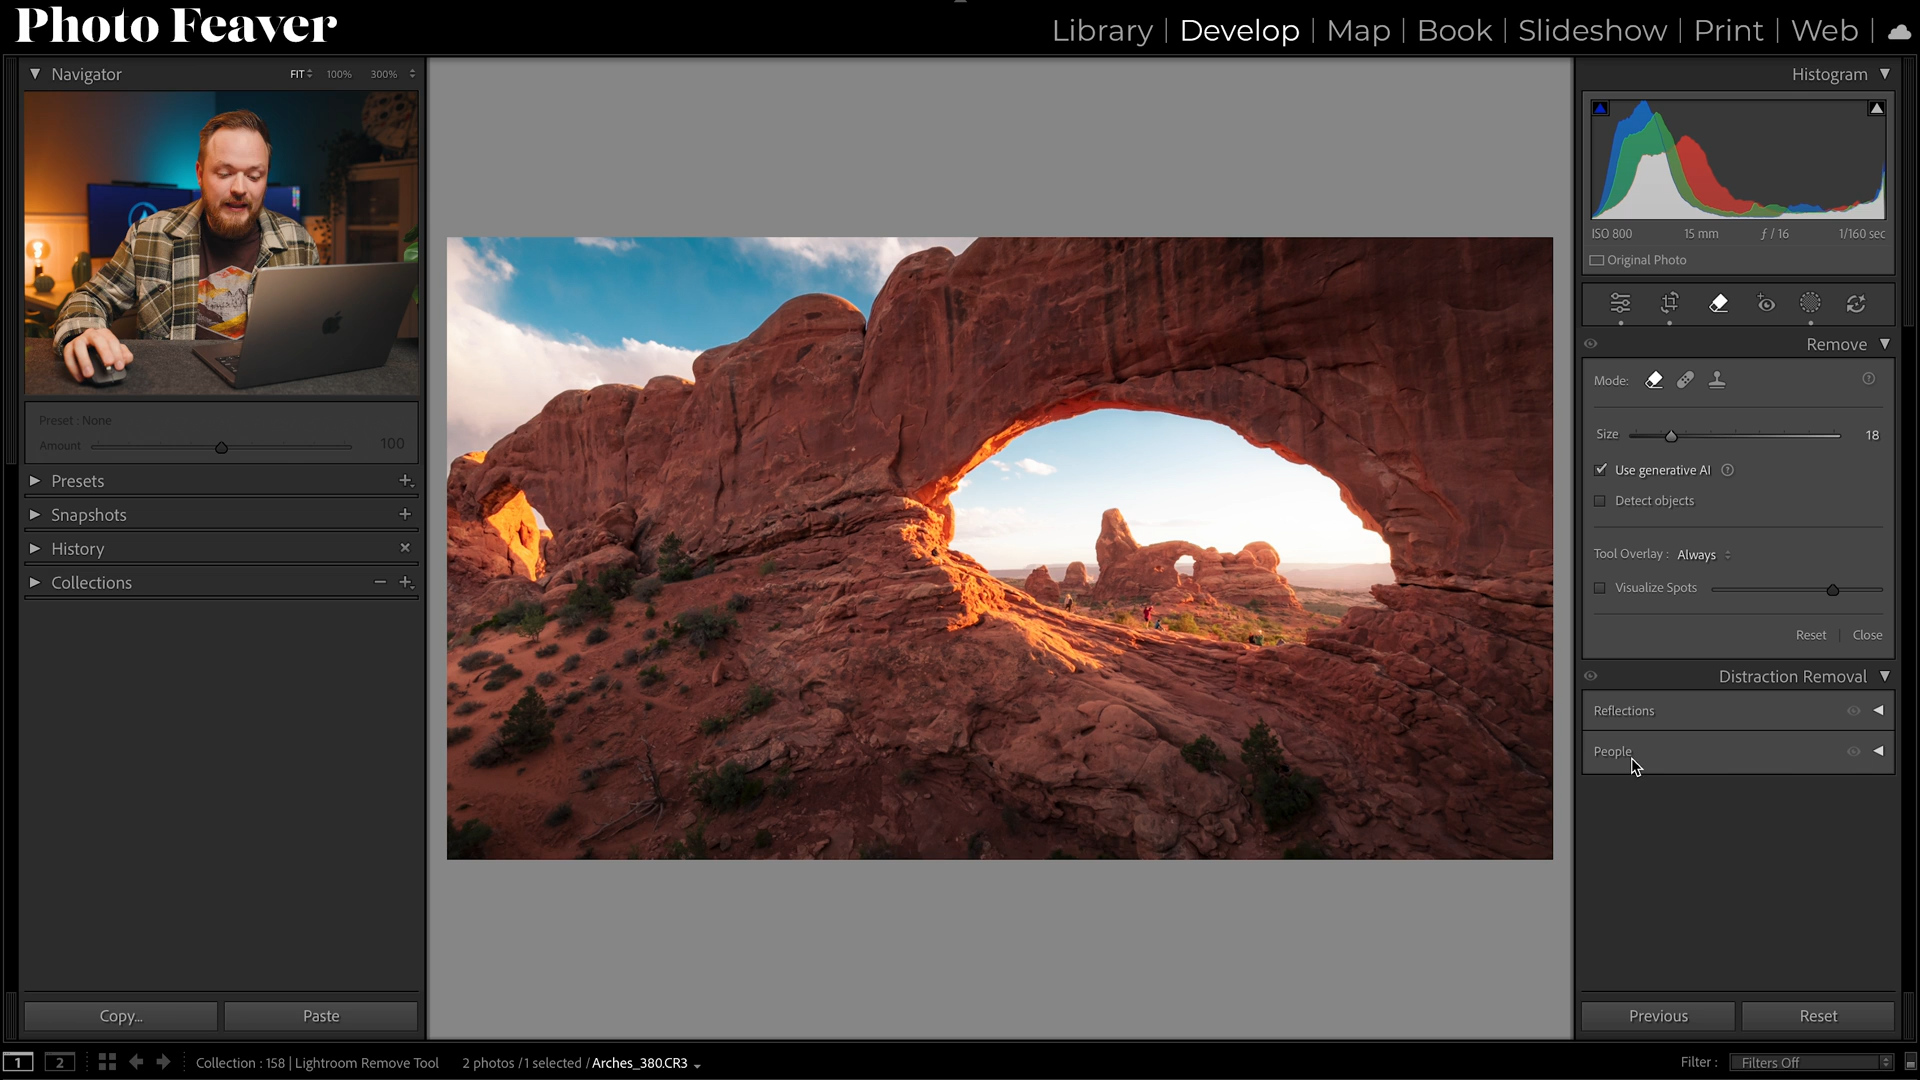 Photo Feaver
Library | Develop | Map | Book | Slideshow | Print | Web |
Navigator
FIT 100% 300%
Preset : None
Amount 100
Presets
Snapshots
History
Collections
Copy...
Paste
Histogram
ISO 800 15 mm ƒ / 16 1/160 sec
Original Photo
Remove
Mode:
Size 18
Use generative AI
Detect objects
Tool Overlay : Always
Visualize Spots
Reset | Close
Distraction Removal
Reflections
People
Previous
Reset
1 2 Collection : 158 | Lightroom Remove Tool 2 photos / 1 selected / Arches_380.CR3
Filter : Filters Off